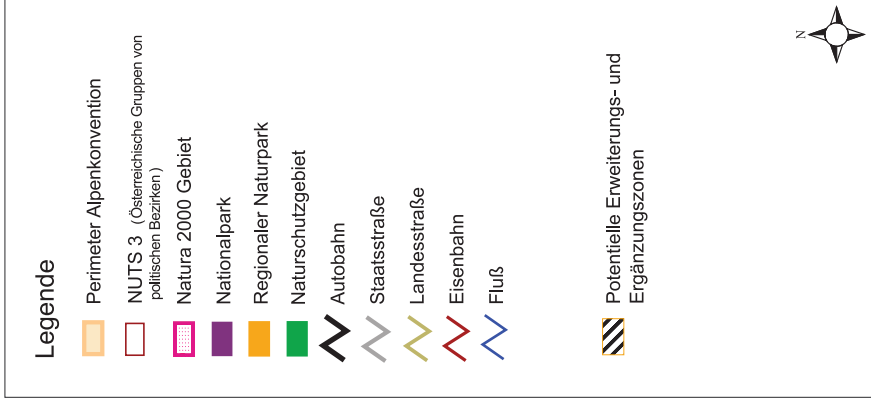 Legende
Perimeter Alpenkonvention
NUTS 3 (Österreichische Gruppen von
politischen Bezirken)
Natura 2000 Gebiet
Nationalpark
Regionaler Naturpark
Naturschutzgebiet
Autobahn
Staatsstraße
Landesstraße
Eisenbahn
Fluß
Potentielle Erweiterungs- und
Ergänzungszonen
N